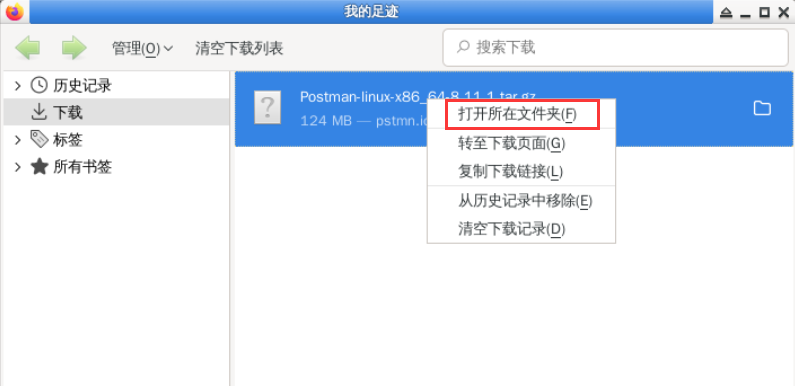 我的足迹
管理(O) 清空下载列表 搜索下载
历史记录
下载
标签
所有书签
Postman-linux-x86_64-8.11.1.tar.gz
124 MB — pstmn.io
打开所在文件夹(F)
转至下载页面(G)
复制下载链接(L)
从历史记录中移除(E)
清空下载记录(D)